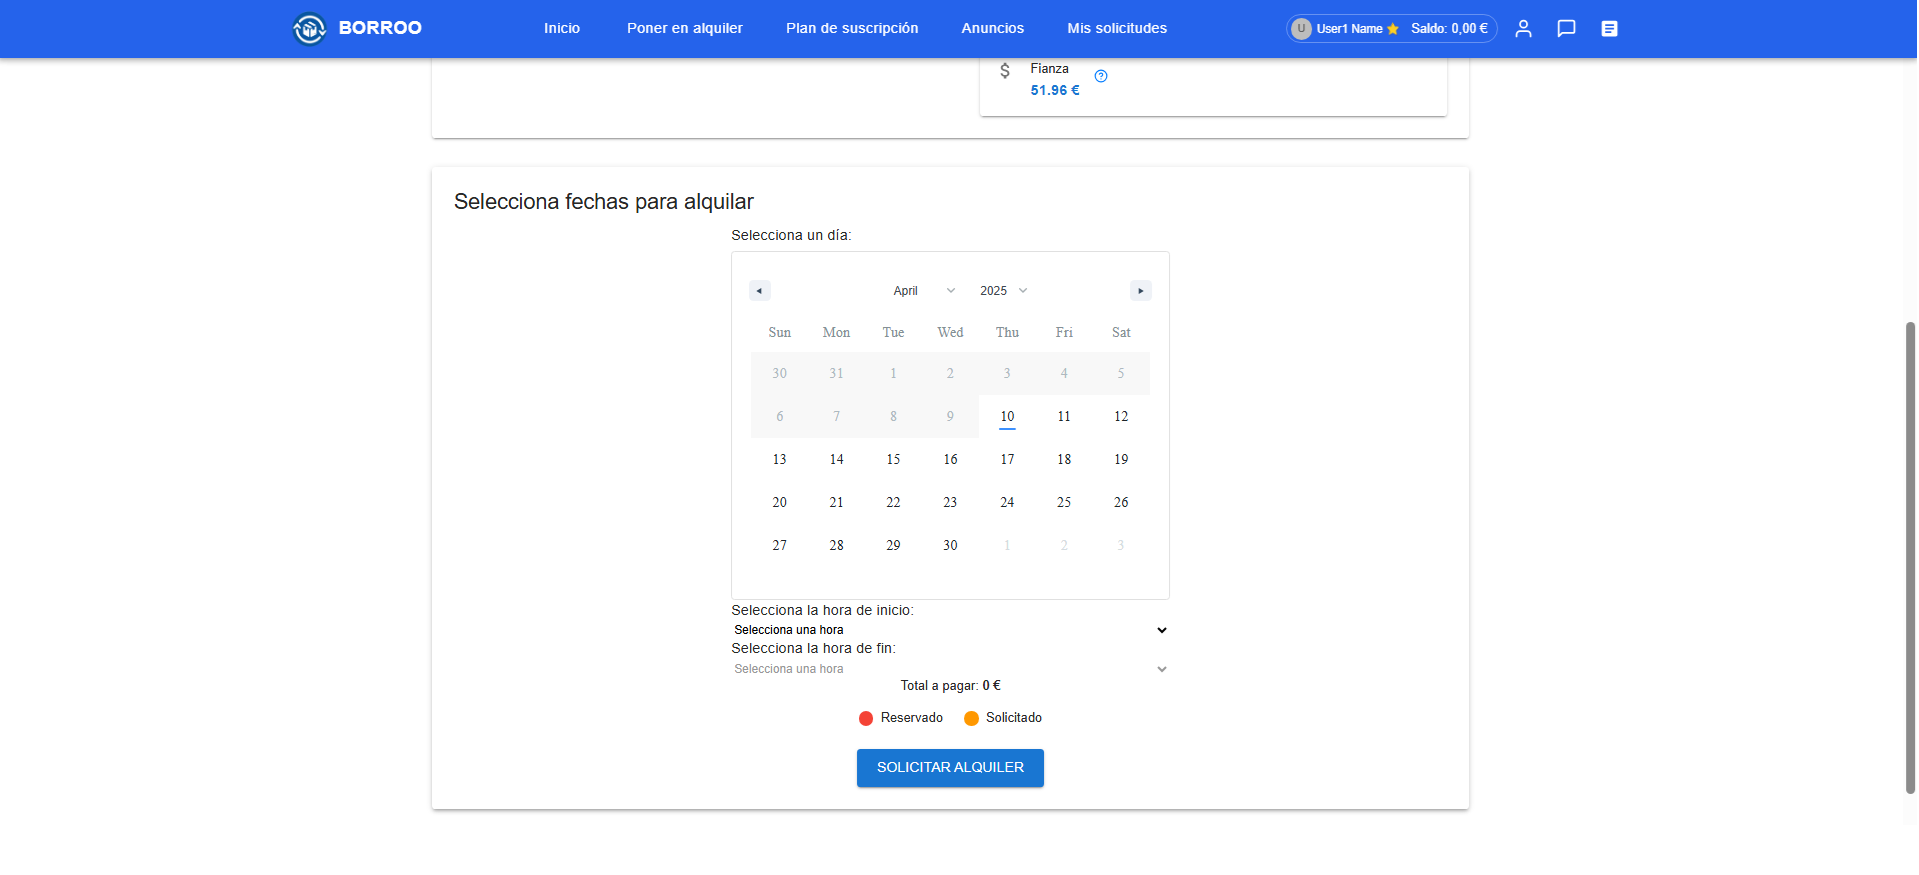 BORROO
Inicio
Poner en alquiler
Plan de suscripción
Anuncios
Mis solicitudes
U User1 Name ⭐ Saldo: 0,00 €
Fianza
51.96 €
Selecciona fechas para alquilar
Selecciona un día:
April 2025
Sun Mon Tue Wed Thu Fri Sat
30 31 1 2 3 4 5
6 7 8 9 10 11 12
13 14 15 16 17 18 19
20 21 22 23 24 25 26
27 28 29 30 1 2 3
Selecciona la hora de inicio:
Selecciona una hora
Selecciona la hora de fin:
Selecciona una hora
Total a pagar: 0 €
Reservado Solicitado
SOLICITAR ALQUILER